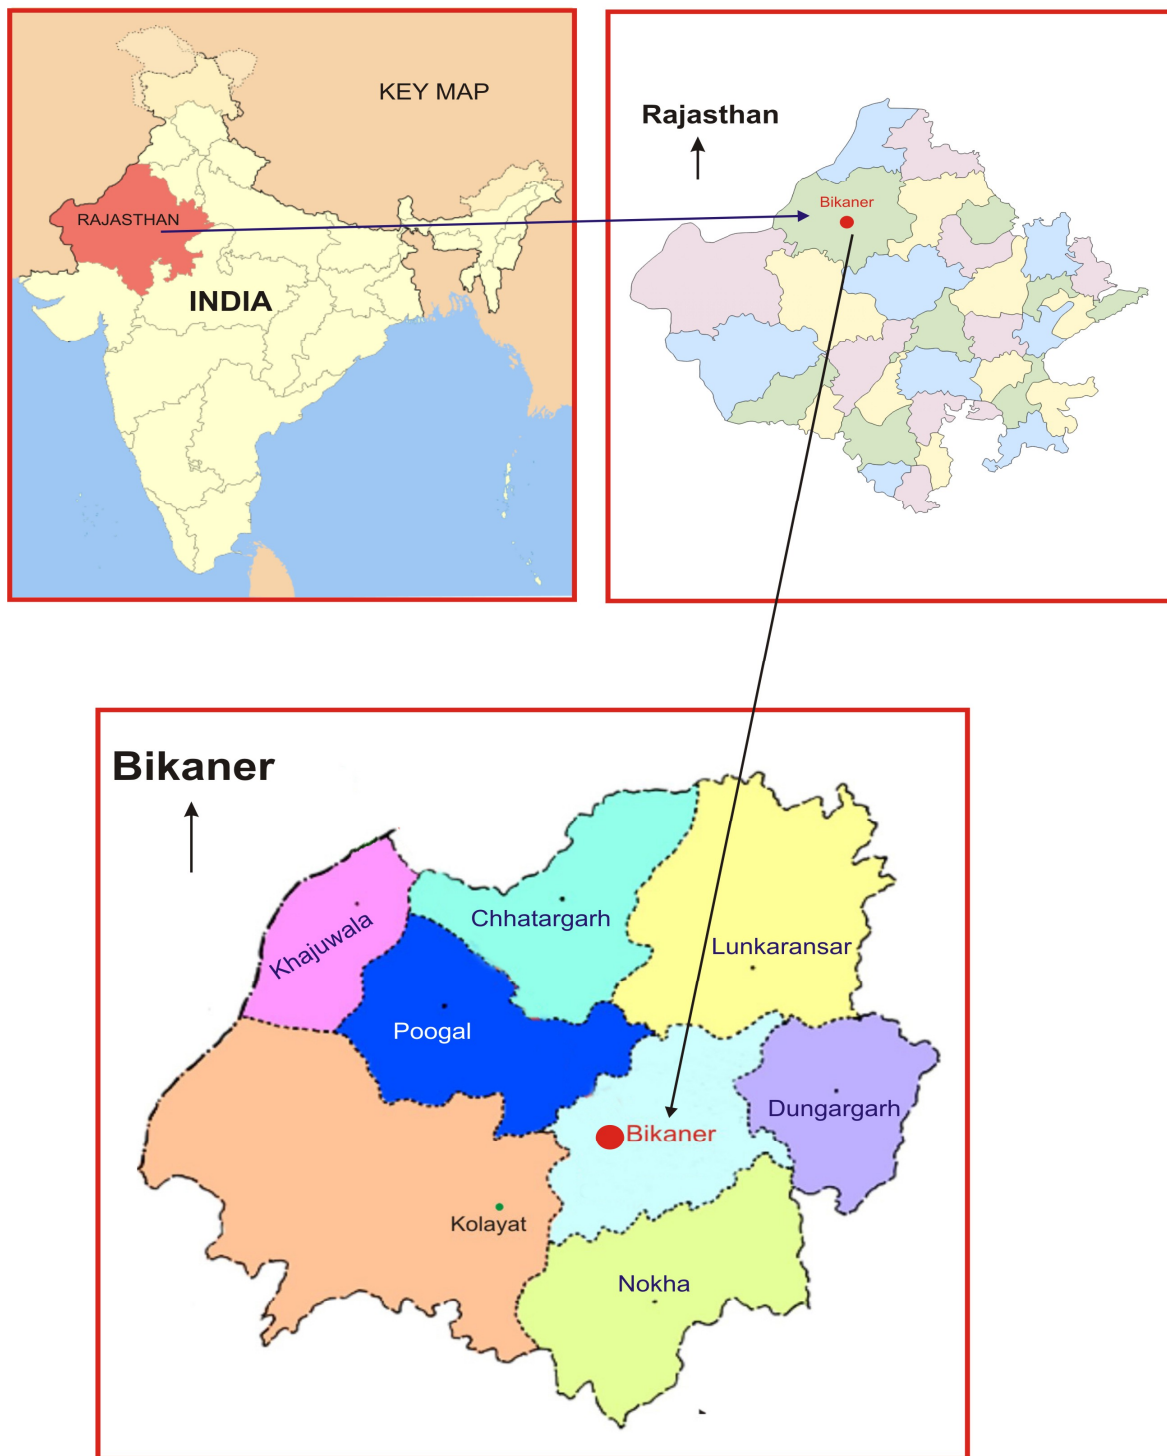 KEY MAP
RAJASTHAN
INDIA
Rajasthan
Bikaner
Bikaner
Khajuwala
Chhatargarh
Lunkaransar
Poogal
Dungargarh
Bikaner
Kolayat
Nokha